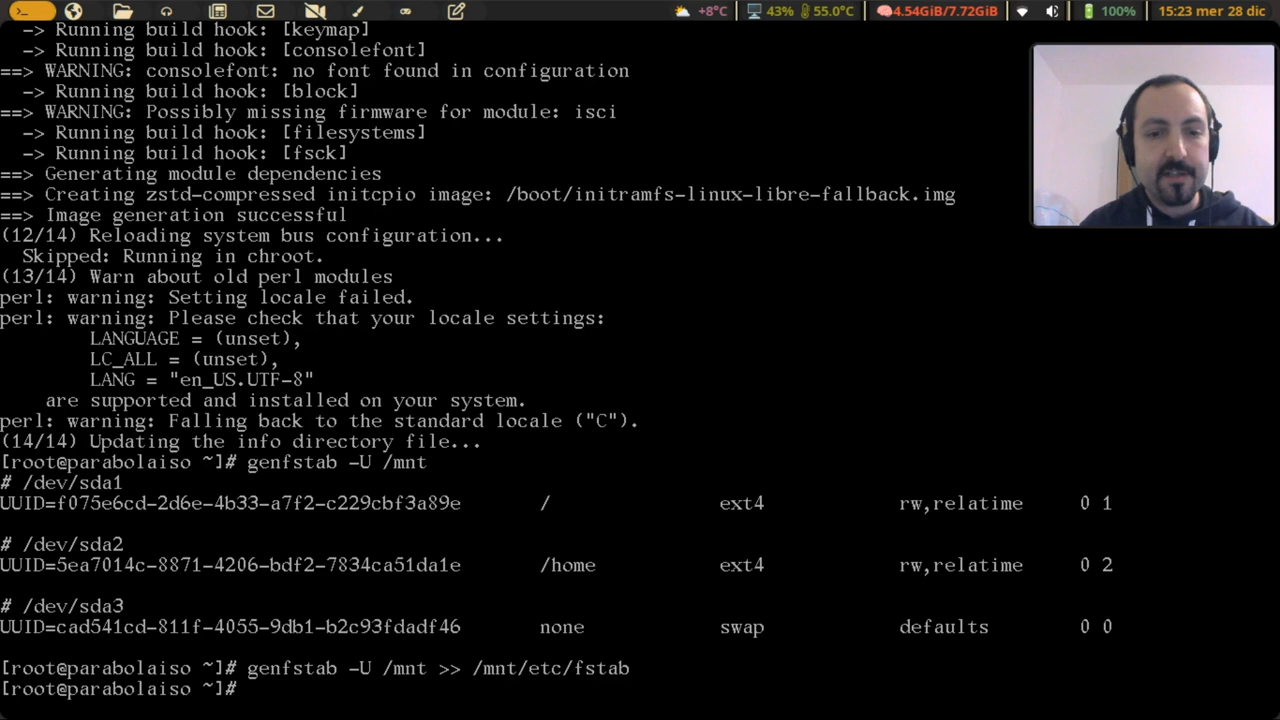 +8°C 43% 55.0°C 4.54GiB/7.72GiB 100% 15:23 mer 28 dic
-> Running build hook: [keymap]
-> Running build hook: [consolefont]
==> WARNING: consolefont: no font found in configuration
-> Running build hook: [block]
==> WARNING: Possibly missing firmware for module: isci
-> Running build hook: [filesystems]
-> Running build hook: [fsck]
==> Generating module dependencies
==> Creating zstd-compressed initcpio image: /boot/initramfs-linux-libre-fallback.img
==> Image generation successful
(12/14) Reloading system bus configuration...
Skipped: Running in chroot.
(13/14) Warn about old perl modules
perl: warning: Setting locale failed.
perl: warning: Please check that your locale settings:
LANGUAGE = (unset),
LC_ALL = (unset),
LANG = "en_US.UTF-8"
are supported and installed on your system.
perl: warning: Falling back to the standard locale ("C").
(14/14) Updating the info directory file...
[root@parabolaiso ~]# genfstab -U /mnt
# /dev/sda1
UUID=f075e6cd-2d6e-4b33-a7f2-c229cbf3a89e / ext4 rw,relatime 0 1
# /dev/sda2
UUID=5ea7014c-8871-4206-bdf2-7834ca51da1e /home ext4 rw,relatime 0 2
# /dev/sda3
UUID=cad541cd-811f-4055-9db1-b2c93fdadf46 none swap defaults 0 0
[root@parabolaiso ~]# genfstab -U /mnt >> /mnt/etc/fstab
[root@parabolaiso ~]#